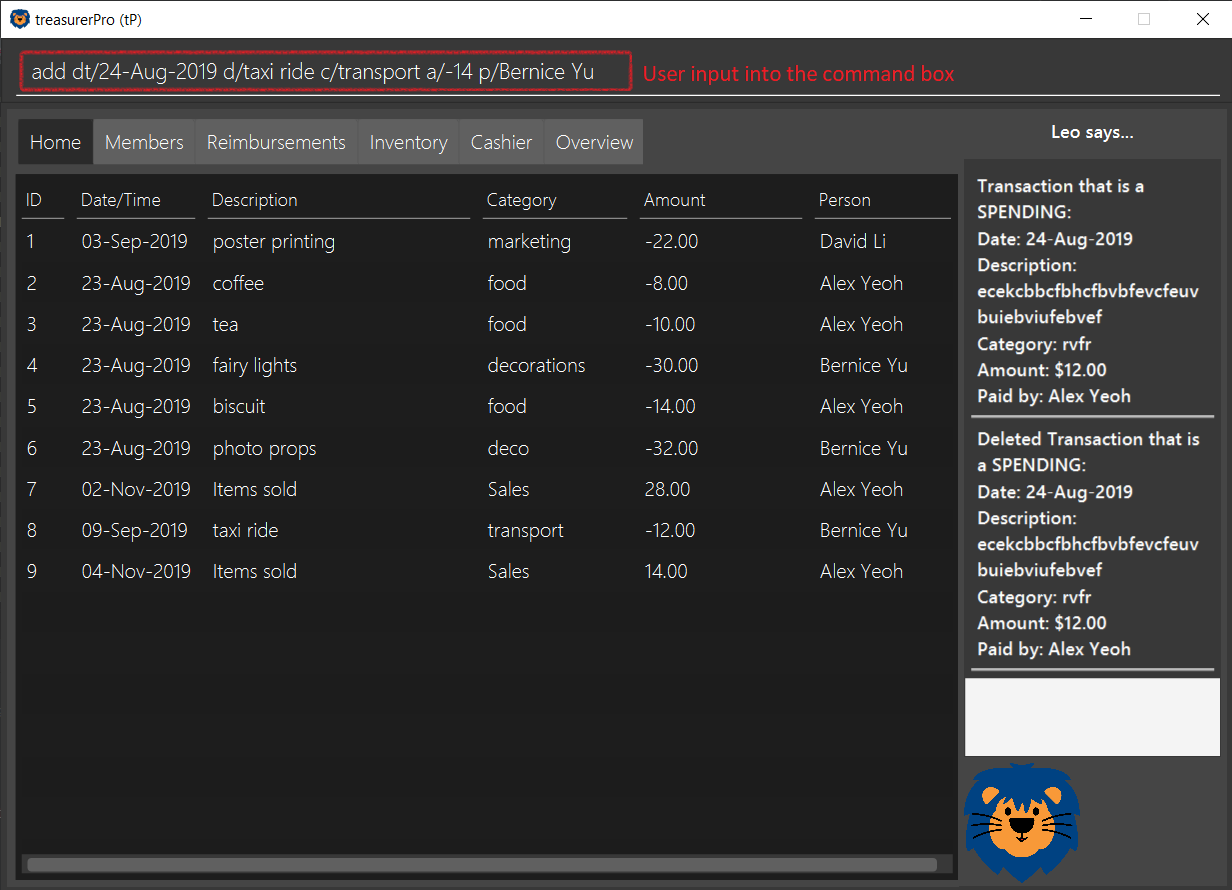 treasurerPro (tP)
add dt/24-Aug-2019 d/taxi ride c/transport a/-14 p/Bernice Yu
User input into the command box
Home Members Reimbursements Inventory Cashier Overview
ID Date/Time Description Category Amount Person
1 03-Sep-2019 poster printing marketing -22.00 David Li
2 23-Aug-2019 coffee food -8.00 Alex Yeoh
3 23-Aug-2019 tea food -10.00 Alex Yeoh
4 23-Aug-2019 fairy lights decorations -30.00 Bernice Yu
5 23-Aug-2019 biscuit food -14.00 Alex Yeoh
6 23-Aug-2019 photo props deco -32.00 Bernice Yu
7 02-Nov-2019 Items sold Sales 28.00 Alex Yeoh
8 09-Sep-2019 taxi ride transport -12.00 Bernice Yu
9 04-Nov-2019 Items sold Sales 14.00 Alex Yeoh
Leo says...
Transaction that is a
SPENDING:
Date: 24-Aug-2019
Description:
ecekcbbcfbhcfbvbfevcfeuv
buiebviufebvef
Category: rvfr
Amount: $12.00
Paid by: Alex Yeoh
Deleted Transaction that is
a SPENDING:
Date: 24-Aug-2019
Description:
ecekcbbcfbhcfbvbfevcfeuv
buiebviufebvef
Category: rvfr
Amount: $12.00
Paid by: Alex Yeoh